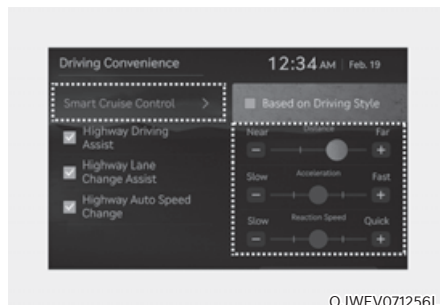 Driving Convenience
12:34 AM Feb. 19
Smart Cruise Control >
Based on Driving Style
Highway Driving
Assist
Highway Lane
Change Assist
Highway Auto Speed
Change
Near Distance Far
− +
Slow Acceleration Fast
− +
Slow Reaction Speed Quick
− +
OJWEV071256L